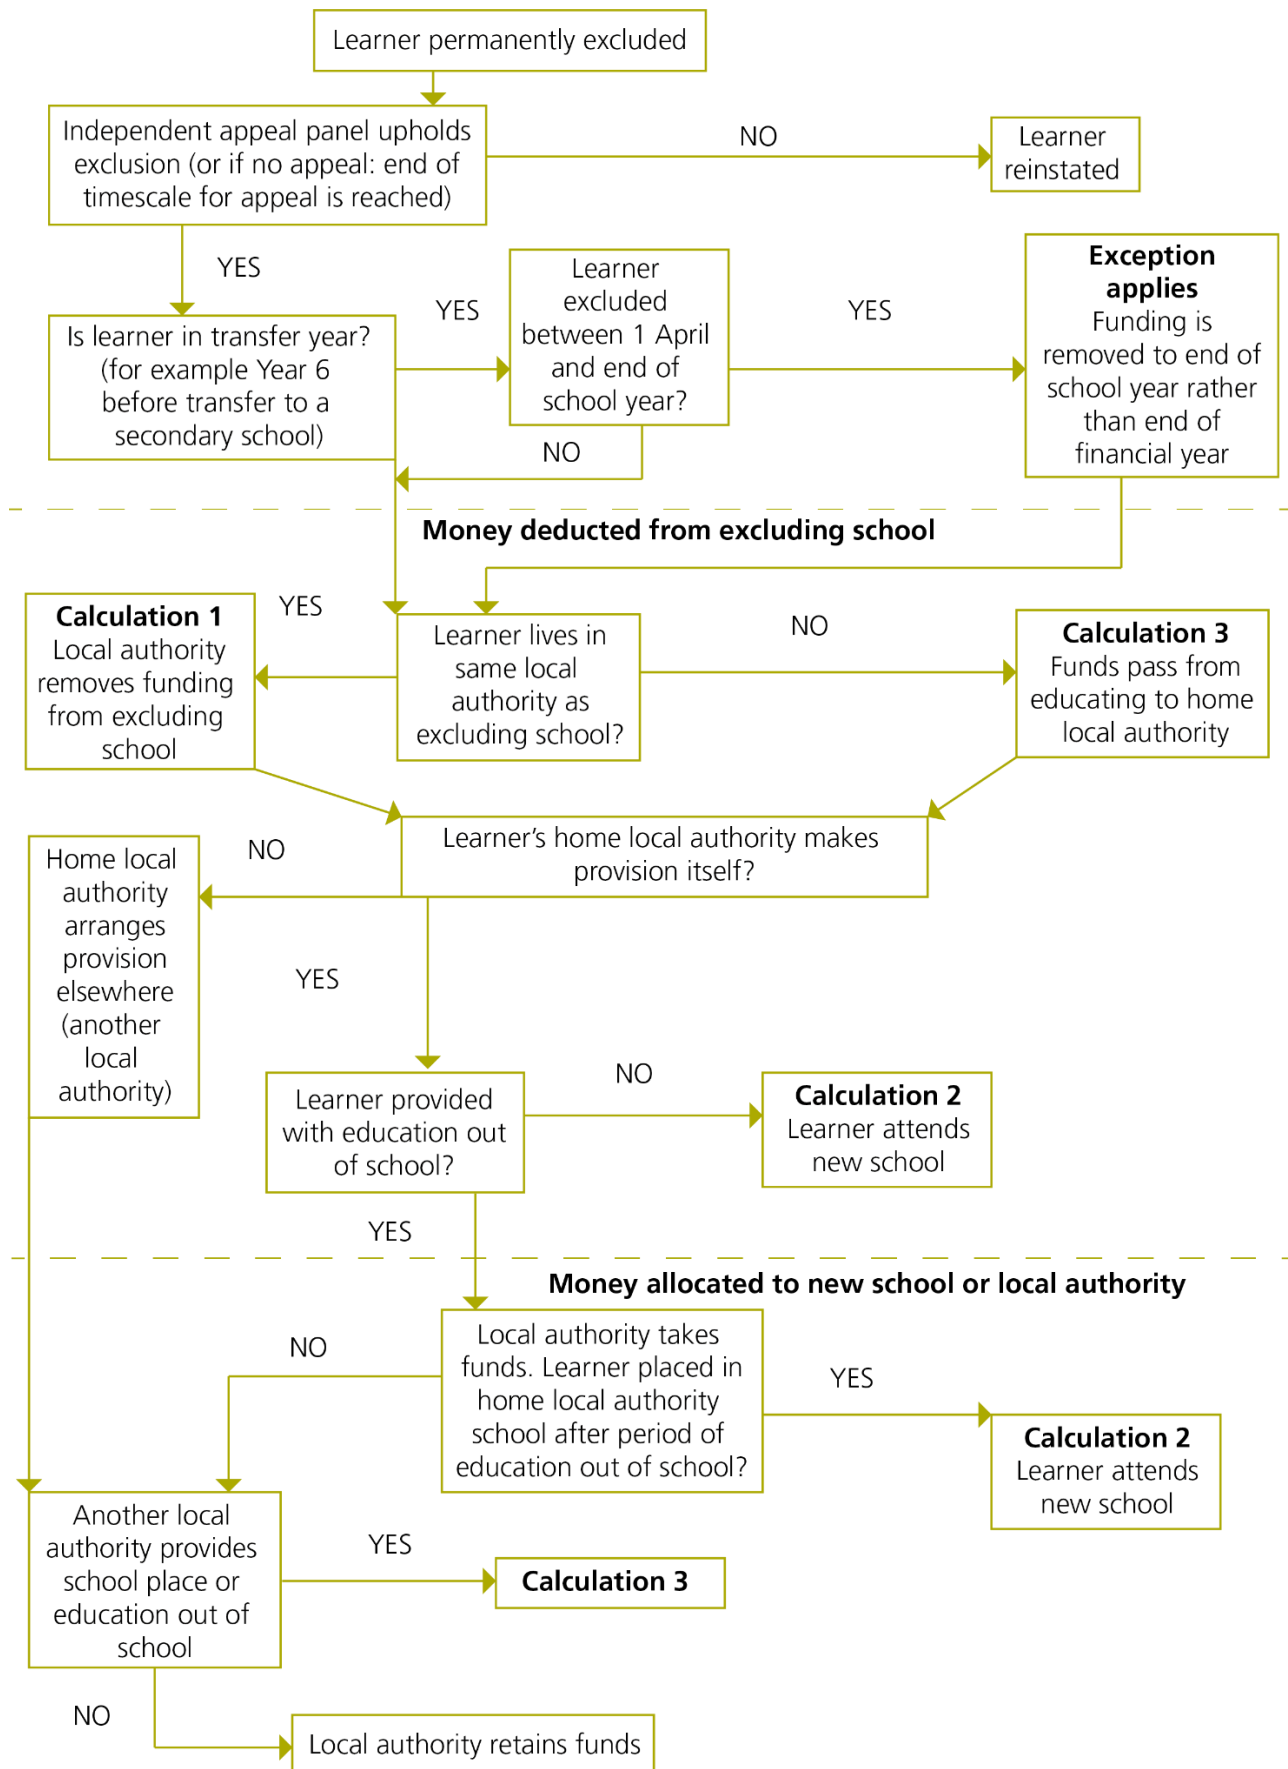 Learner permanently excluded
Independent appeal panel upholds
exclusion (or if no appeal: end of
timescale for appeal is reached)
NO
Learner
reinstated
YES
Is learner in transfer year?
(for example Year 6
before transfer to a
secondary school)
YES
Learner
excluded
between 1 April
and end of
school year?
YES
Exception
applies
Funding is
removed to end of
school year rather
than end of
financial year
NO
Money deducted from excluding school
Calculation 1
Local authority
removes funding
from excluding
school
YES
Learner lives in
same local
authority as
excluding school?
NO
Calculation 3
Funds pass from
educating to home
local authority
Learner’s home local authority makes
provision itself?
NO
Home local
authority
arranges
provision
elsewhere
(another
local
authority)
YES
Learner provided
with education out
of school?
NO
Calculation 2
Learner attends
new school
YES
Money allocated to new school or local authority
Local authority takes
funds. Learner placed in
home local authority
school after period of
education out of school?
NO
YES
Calculation 2
Learner attends
new school
Another local
authority provides
school place or
education out of
school
YES
Calculation 3
NO
Local authority retains funds